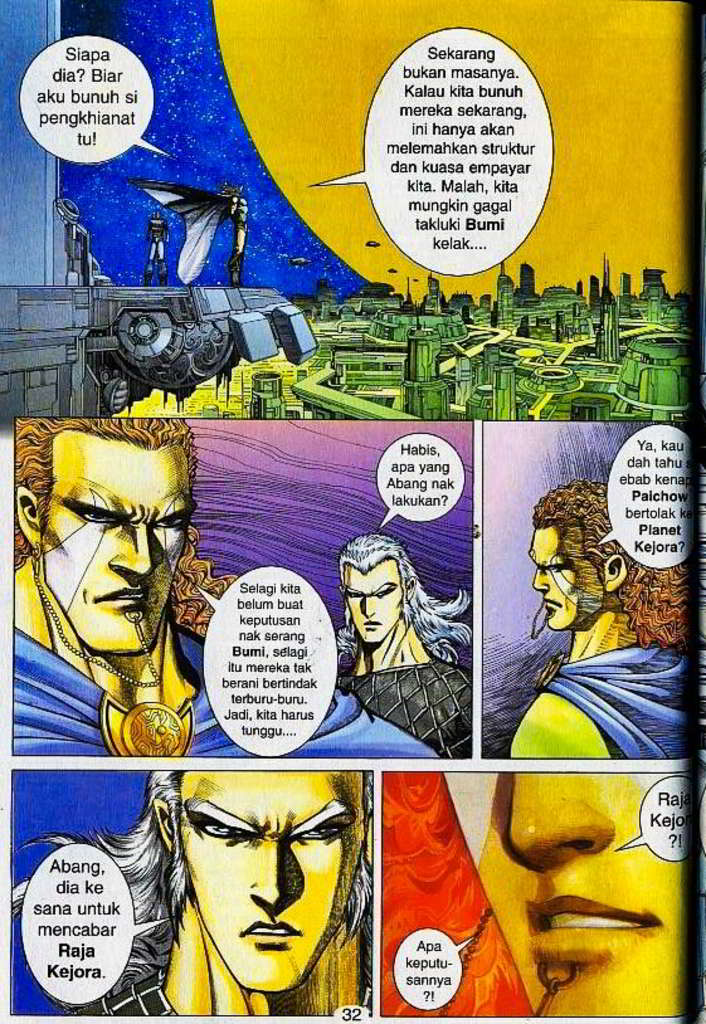 Siapa
dia? Biar
aku bunuh si
pengkhianat
tu!
Sekarang
bukan masanya.
Kalau kita bunuh
mereka sekarang,
ini hanya akan
melemahkan struktur
dan kuasa empayar
kita. Malah, kita
mungkin gagal
takluki Bumi
kelak....
Habis,
apa yang
Abang nak
lakukan?
Selagi kita
belum buat
keputusan
nak serang
Bumi, selagi
itu mereka tak
berani bertindak
terburu-buru.
Jadi, kita harus
tunggu....
Ya, kau
dah tahu
ebab kenap
Paichow
bertolak ke
Planet
Kejora?
Abang,
dia ke
sana untuk
mencabar
Raja
Kejora.
Raja
Kejor
?!
Apa
keputu-
sannya
?!
32